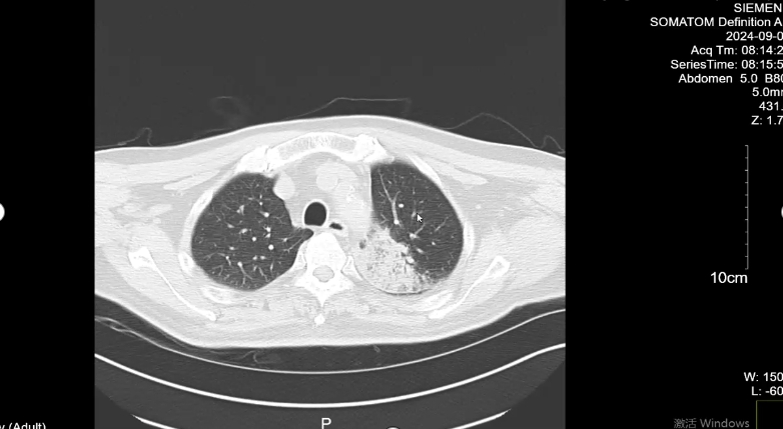 SIEMEN
SOMATOM Definition A
2024-09-0
Acq Tm: 08:14:2
SeriesTime: 08:15:5
Abdomen 5.0 B80
5.0m
431.
Z: 1.7
10cm
W: 150
L: -60
激活 Windows
(Adult)
P